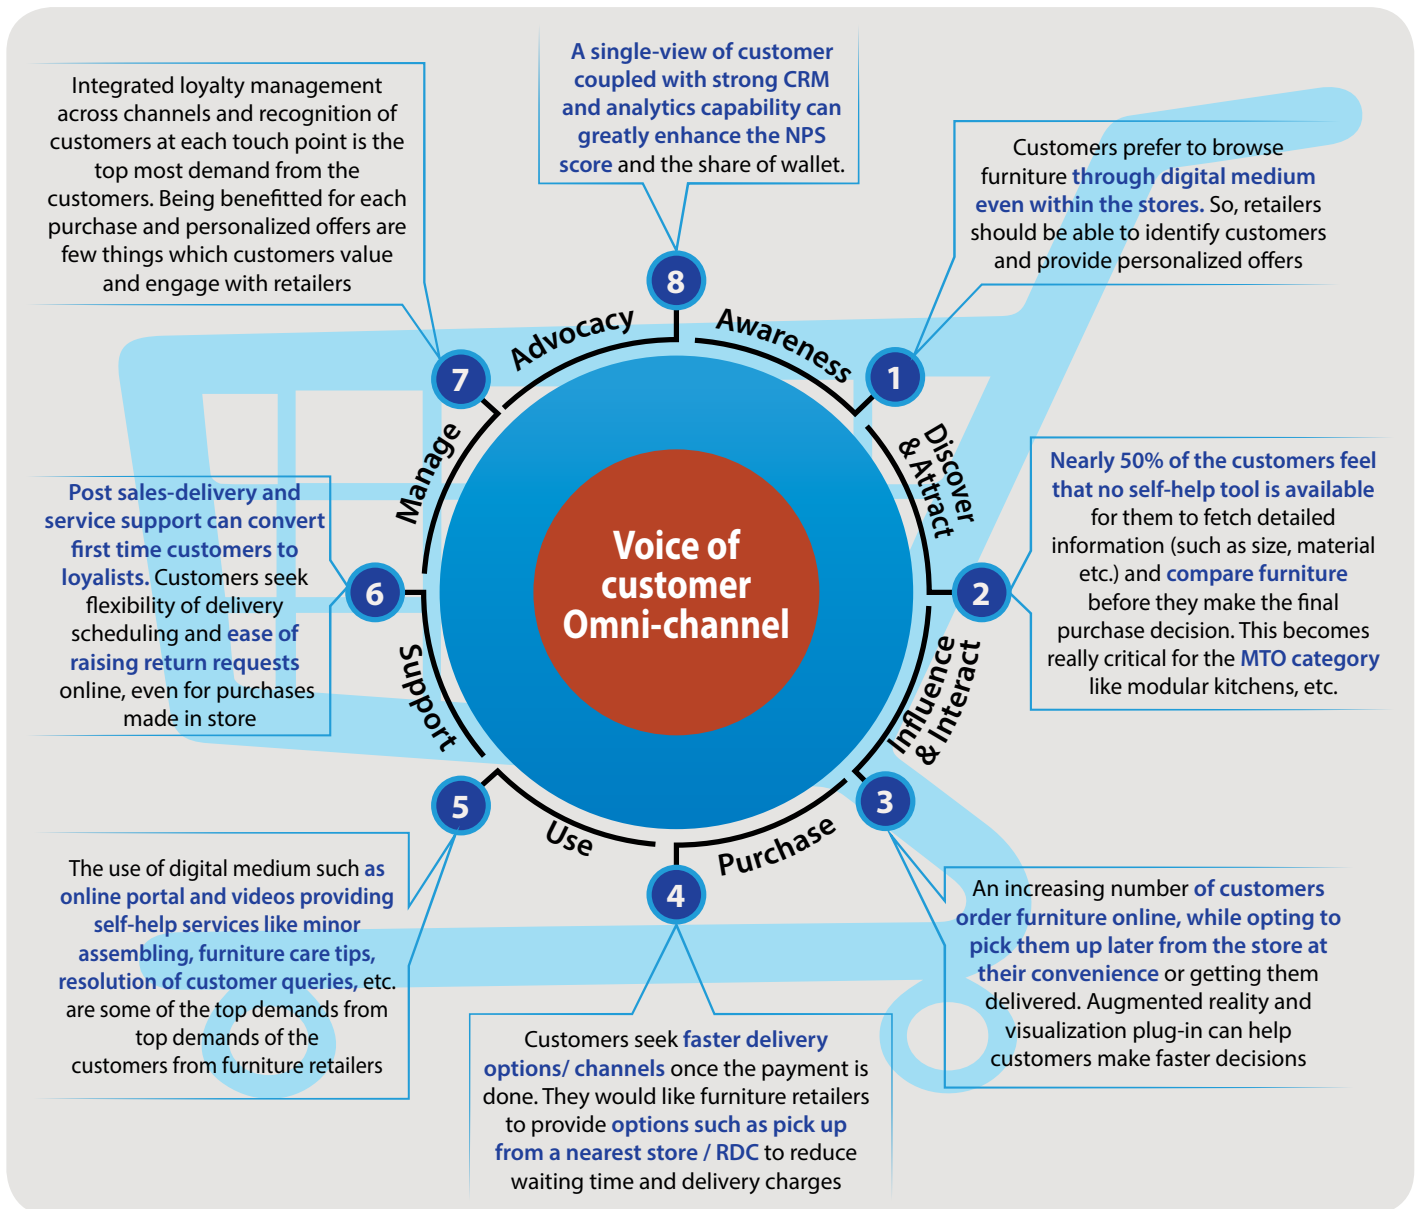 A single-view of customer
coupled with strong CRM
and analytics capability can
greatly enhance the NPS
score and the share of wallet.
8
Awareness
1
Customers prefer to browse
furniture through digital medium
even within the stores. So, retailers
should be able to identify customers
and provide personalized offers
Discover
& Attract
2
Nearly 50% of the customers feel
that no self-help tool is available
for them to fetch detailed
information (such as size, material
etc.) and compare furniture
before they make the final
purchase decision. This becomes
really critical for the MTO category
like modular kitchens, etc.
Influence
& Interact
3
An increasing number of customers
order furniture online, while opting to
pick them up later from the store at
their convenience or getting them
delivered. Augmented reality and
visualization plug-in can help
customers make faster decisions
Purchase
4
Customers seek faster delivery
options/ channels once the payment is
done. They would like furniture retailers
to provide options such as pick up
from a nearest store / RDC to reduce
waiting time and delivery charges
Use
5
The use of digital medium such as
online portal and videos providing
self-help services like minor
assembling, furniture care tips,
resolution of customer queries, etc.
are some of the top demands from
top demands of the
customers from furniture retailers
Support
6
Post sales-delivery and
service support can convert
first time customers to
loyalists. Customers seek
flexibility of delivery
scheduling and ease of
raising return requests
online, even for purchases
made in store
Manage
7
Integrated loyalty management
across channels and recognition of
customers at each touch point is the
top most demand from the
customers. Being benefitted for each
purchase and personalized offers are
few things which customers value
and engage with retailers
Advocacy
Voice of
customer
Omni-channel